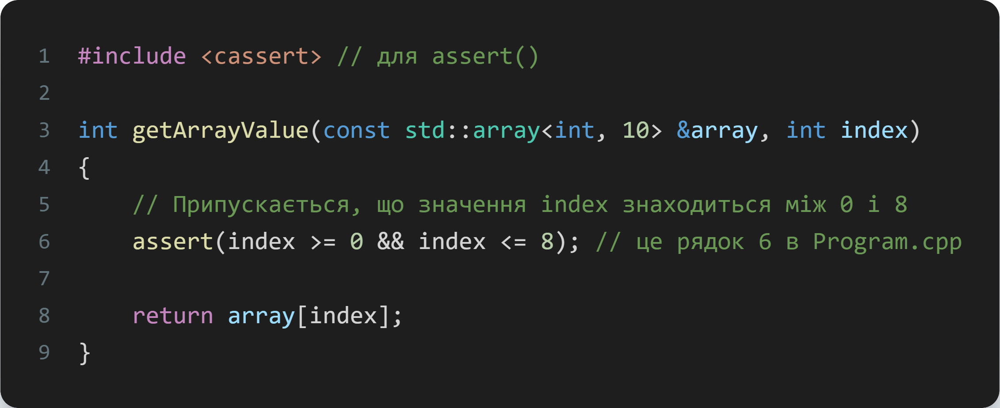 1 #include <cassert> // для assert()
2
3 int getArrayValue(const std::array<int, 10> &array, int index)
4 {
5 // Припускається, що значення index знаходиться між 0 і 8
6 assert(index >= 0 && index <= 8); // це рядок 6 в Program.cpp
7
8 return array[index];
9 }